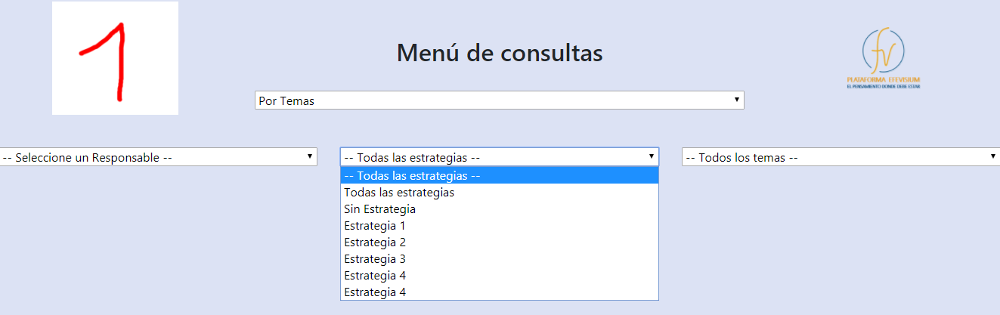 1
Menú de consultas
fv
PLATAFORMA EFEVISIUM
EL PENSAMIENTO DONDE DEBE ESTAR
Por Temas
-- Seleccione un Responsable --
-- Todas las estrategias --
-- Todos los temas --
-- Todas las estrategias --
Todas las estrategias
Sin Estrategia
Estrategia 1
Estrategia 2
Estrategia 3
Estrategia 4
Estrategia 4